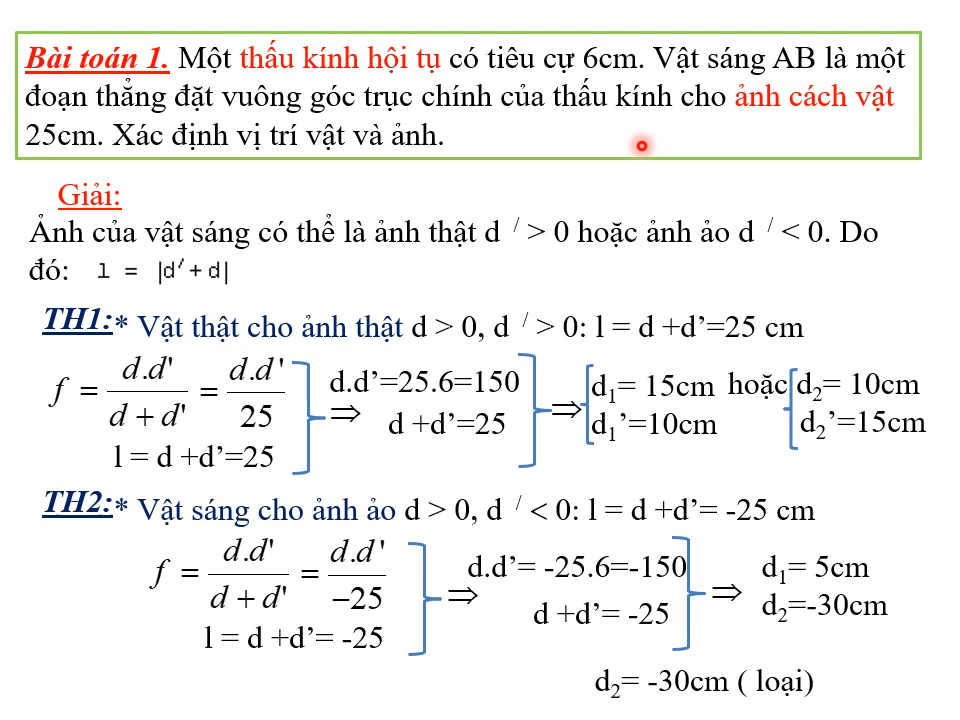 Bài toán 1. Một thấu kính hội tụ có tiêu cự 6cm. Vật sáng AB là một
đoạn thẳng đặt vuông góc trục chính của thấu kính cho ảnh cách vật
25cm. Xác định vị trí vật và ảnh.
Giải:
Ảnh của vật sáng có thể là ảnh thật d / > 0 hoặc ảnh ảo d / < 0. Do
đó: l = |d'+d|
TH1:* Vật thật cho ảnh thật d > 0, d / > 0: l = d +d’=25 cm
f = d.d' / (d + d') = d.d' / 25
l = d +d’=25
⇒ d.d’=25.6=150
d +d’=25
⇒ d₁= 15cm
d₁’=10cm
hoặc d₂= 10cm
d₂’=15cm
TH2:* Vật sáng cho ảnh ảo d > 0, d / < 0: l = d +d’= -25 cm
f = d.d' / (d + d') = d.d' / −25
l = d +d’= -25
⇒ d.d’= -25.6=-150
d +d’= -25
⇒ d₁= 5cm
d₂=-30cm
d₂= -30cm ( loại)